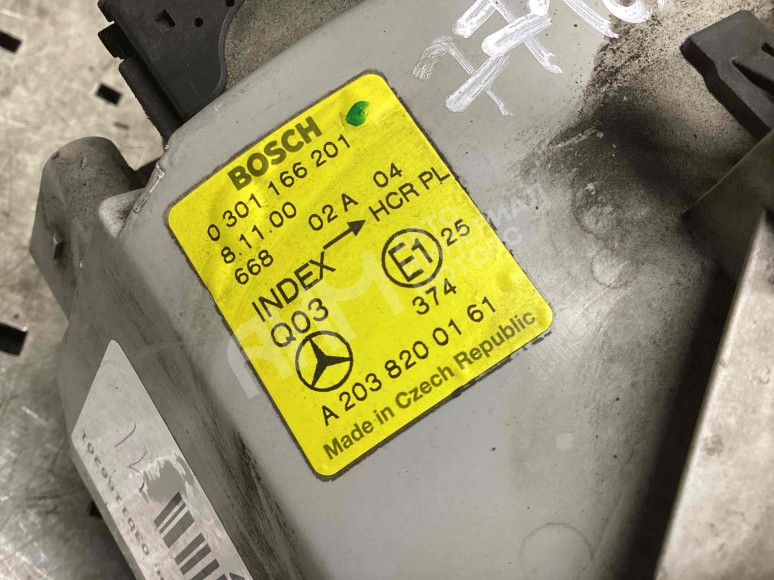 BOSCH
0 301 166 201
8.11.00 02 A 04
668 HCR PL
INDEX
E1 25
Q03 374
A 203 820 01 61
Made in Czech Republic